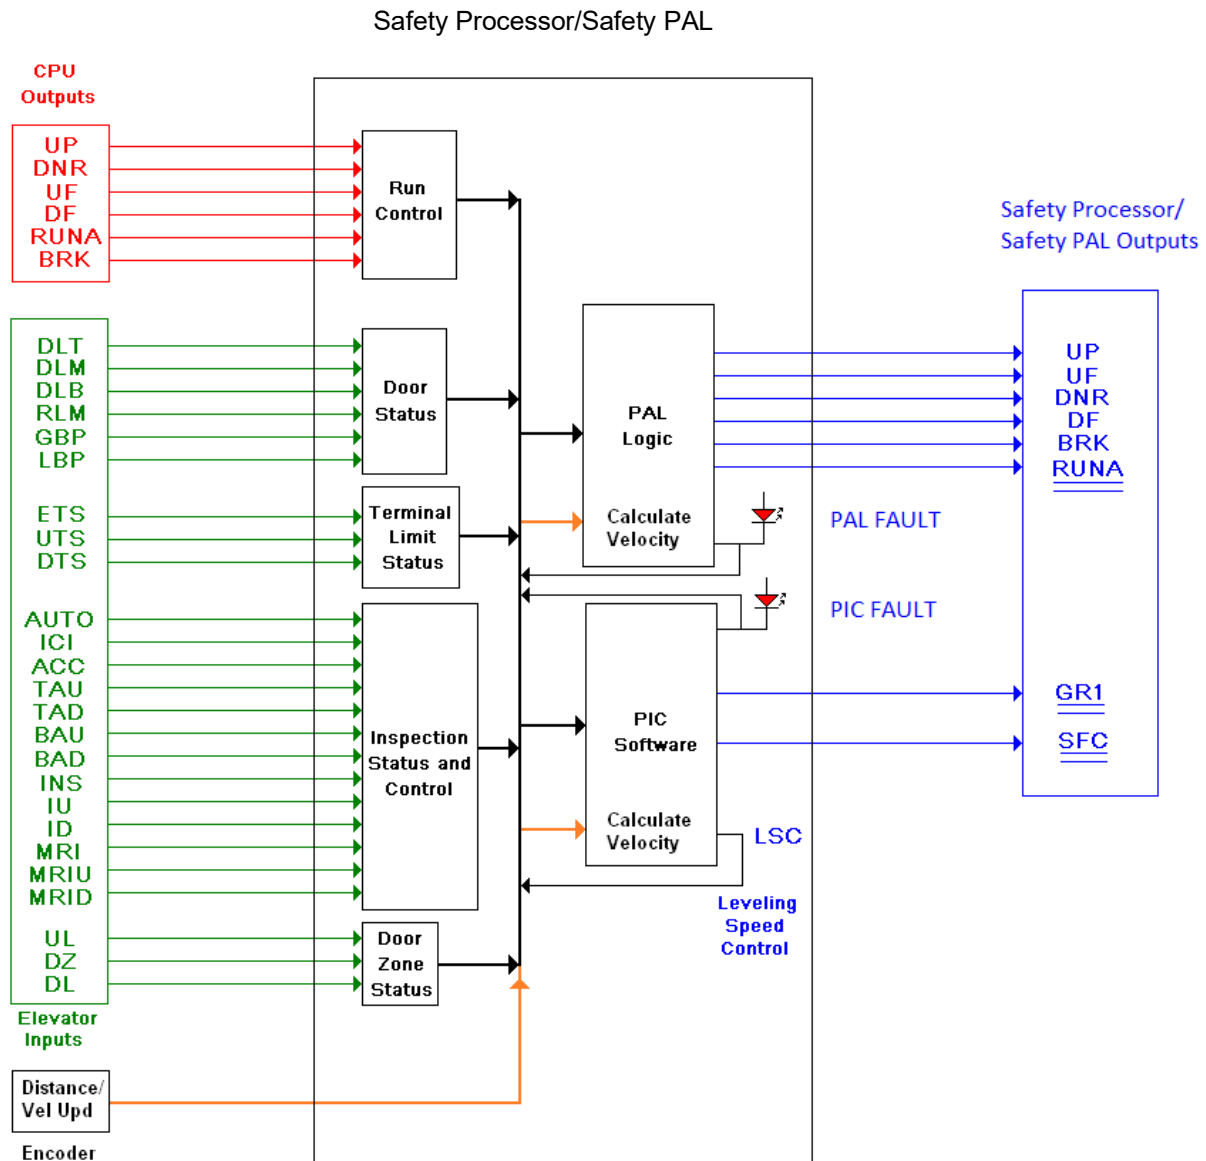 Safety Processor/Safety PAL
CPU
Outputs
UP
DNR
UF
DF
RUNA
BRK
Run
Control
Safety Processor/
Safety PAL Outputs
DLT
DLM
DLB
RLM
GBP
LBP
Door
Status
ETS
UTS
DTS
Terminal
Limit
Status
PAL
Logic
Calculate
Velocity
UP
UF
DNR
DF
BRK
RUNA
PAL FAULT
PIC FAULT
AUTO
ICI
ACC
TAU
TAD
BAU
BAD
INS
IU
ID
MRI
MRIU
MRID
Inspection
Status and
Control
PIC
Software
Calculate
Velocity
GR1
SFC
LSC
Leveling
Speed
Control
UL
DZ
DL
Door
Zone
Status
Elevator
Inputs
Distance/
Vel Upd
Encoder